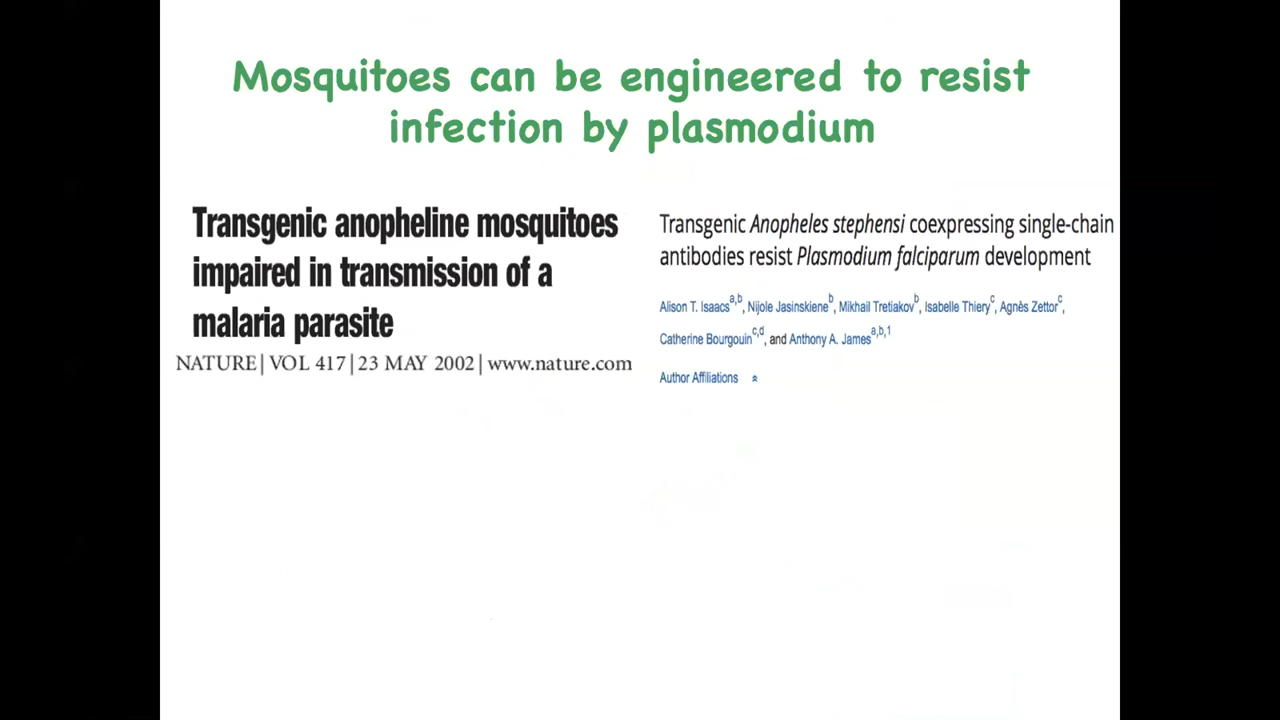 Mosquitoes can be engineered to resist
infection by plasmodium
Transgenic anopheline mosquitoes
impaired in transmission of a
malaria parasite
NATURE | VOL 417 | 23 MAY 2002 | www.nature.com
Transgenic Anopheles stephensi coexpressing single-chain
antibodies resist Plasmodium falciparum development
Alison T. Isaacsa,b, Nijole Jasinskieneb, Mikhail Tretiakovb, Isabelle Thieryc, Agnès Zettorc,
Catherine Bourgouinc,d, and Anthony A. Jamesa,b,1
Author Affiliations